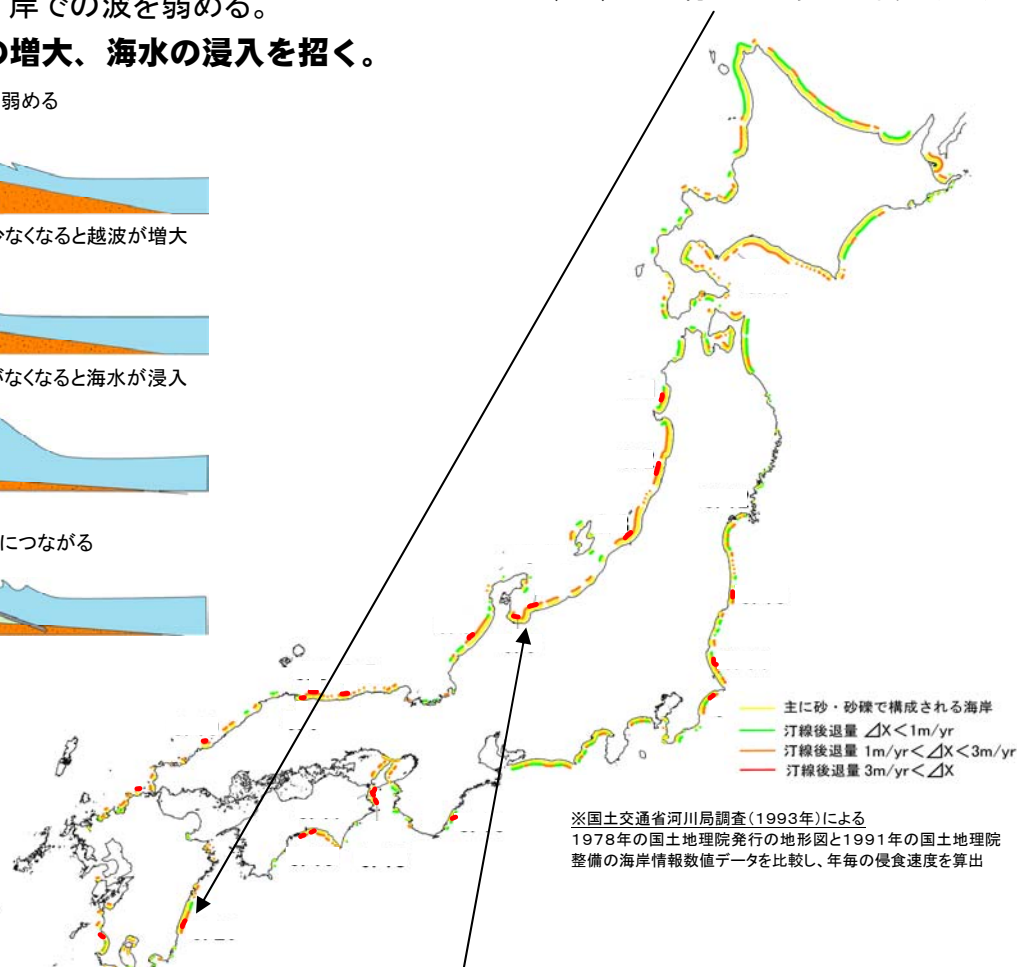 岸での波を弱める。
の増大、海水の浸入を招く。
弱める
少なくなると越波が増大
がなくなると海水が浸入
につながる
主に砂・砂礫で構成される海岸
汀線後退量 ⊿X<1m/yr
汀線後退量 1m/yr<⊿X<3m/yr
汀線後退量 3m/yr<⊿X
※国土交通省河川局調査(1993年)による
1978年の国土地理院発行の地形図と1991年の国土地理院
整備の海岸情報数値データを比較し、年毎の侵食速度を算出